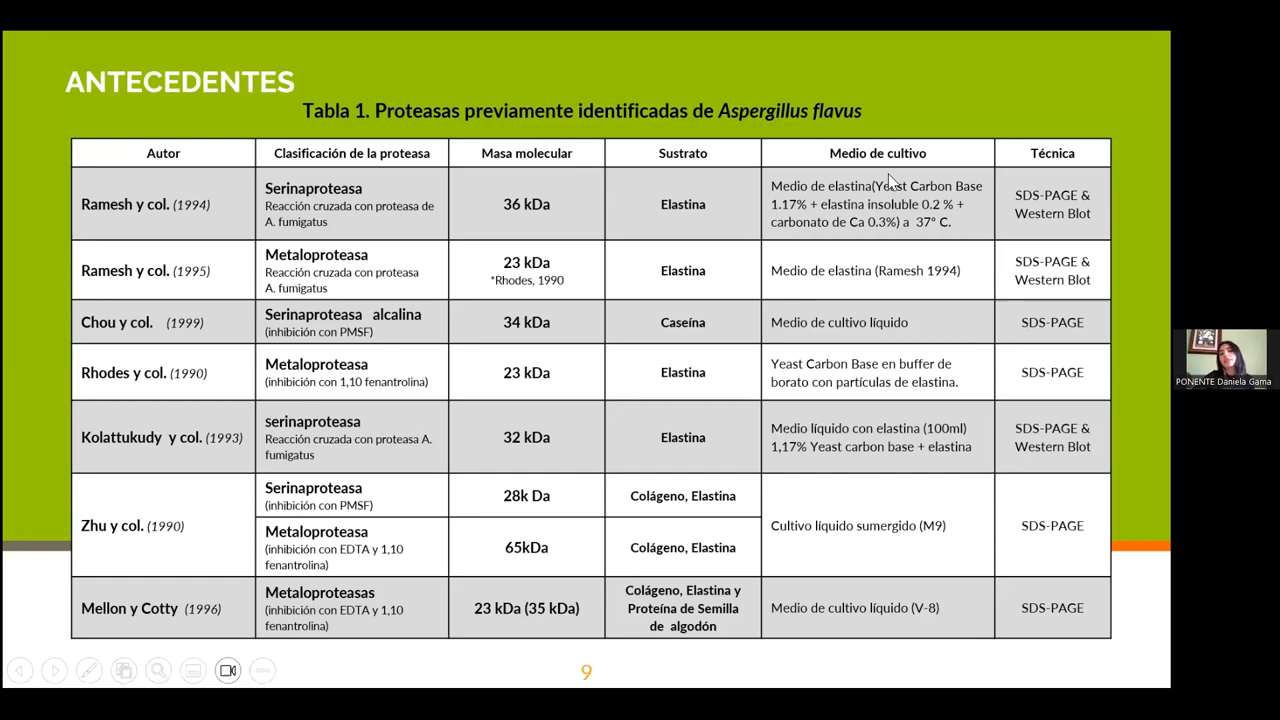 ANTECEDENTES
Tabla 1. Proteasas previamente identificadas de Aspergillus flavus
Autor
Clasificación de la proteasa
Masa molecular
Sustrato
Medio de cultivo
Técnica
Ramesh y col. (1994)
Serinaproteasa
Reacción cruzada con proteasa de
A. fumigatus
36 kDa
Elastina
Medio de elastina(Yeast Carbon Base
1.17% + elastina insoluble 0.2 % +
carbonato de Ca 0.3%) a 37° C.
SDS-PAGE &
Western Blot
Ramesh y col. (1995)
Metaloproteasa
Reacción cruzada con proteasa
A. fumigatus
23 kDa
*Rhodes, 1990
Elastina
Medio de elastina (Ramesh 1994)
SDS-PAGE &
Western Blot
Chou y col. (1999)
Serinaproteasa alcalina
(inhibición con PMSF)
34 kDa
Caseína
Medio de cultivo líquido
SDS-PAGE
Rhodes y col. (1990)
Metaloproteasa
(inhibición con 1,10 fenantrolina)
23 kDa
Elastina
Yeast Carbon Base en buffer de
borato con partículas de elastina.
SDS-PAGE
Kolattukudy y col. (1993)
serinaproteasa
Reacción cruzada con proteasa A.
fumigatus
32 kDa
Elastina
Medio líquido con elastina (100ml)
1,17% Yeast carbon base + elastina
SDS-PAGE &
Western Blot
Zhu y col. (1990)
Serinaproteasa
(inhibición con PMSF)
28k Da
Colágeno, Elastina
Metaloproteasa
(inhibición con EDTA y 1,10
fenantrolina)
65kDa
Colágeno, Elastina
Cultivo líquido sumergido (M9)
SDS-PAGE
Mellon y Cotty (1996)
Metaloproteasas
(inhibición con EDTA y 1,10
fenantrolina)
23 kDa (35 kDa)
Colágeno, Elastina y
Proteína de Semilla
de algodón
Medio de cultivo líquido (V-8)
SDS-PAGE
9
PONENTE Daniela Gama